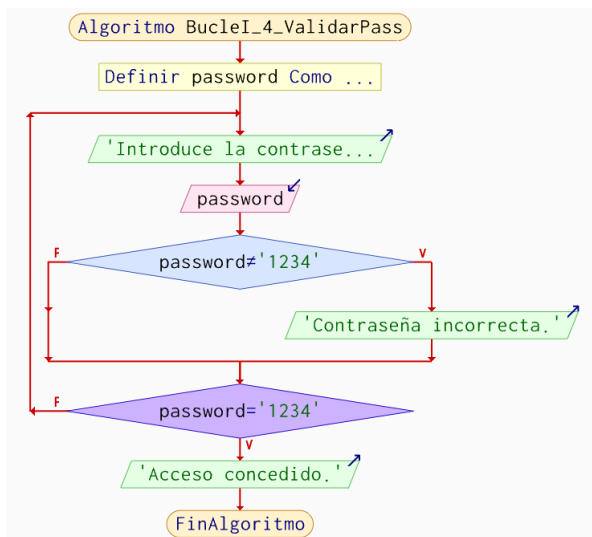 Algoritmo BucleI_4_ValidarPass
Definir password Como ...
'Introduce la contrase...
password
F
password≠'1234'
V
'Contraseña incorrecta.'
F
password='1234'
V
'Acceso concedido.'
FinAlgoritmo